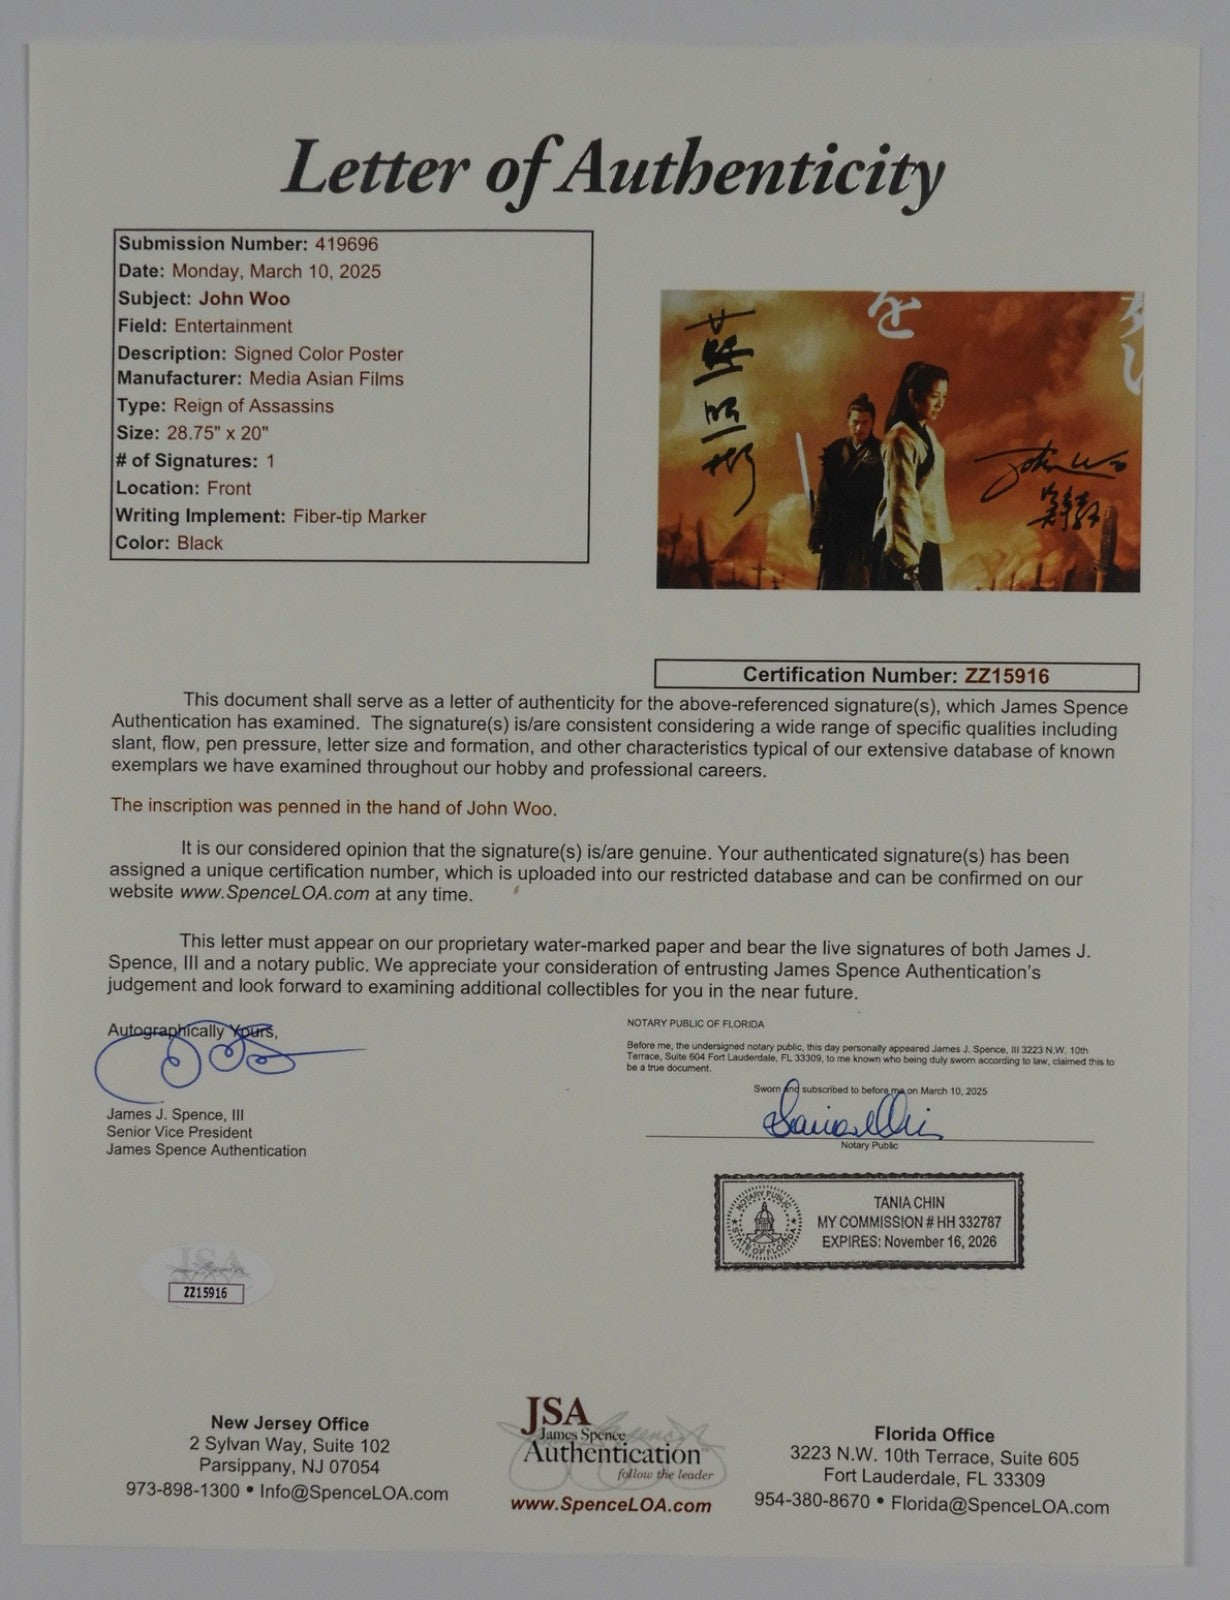 Letter of Authenticity
Submission Number: 419696
Date: Monday, March 10, 2025
Subject: John Woo
Field: Entertainment
Description: Signed Color Poster
Manufacturer: Media Asian Films
Type: Reign of Assassins
Size: 28.75" x 20"
# of Signatures: 1
Location: Front
Writing Implement: Fiber-tip Marker
Color: Black
を
蘇照彬
John Woo
吳宇森
Certification Number: ZZ15916
This document shall serve as a letter of authenticity for the above-referenced signature(s), which James Spence
Authentication has examined. The signature(s) is/are consistent considering a wide range of specific qualities including
slant, flow, pen pressure, letter size and formation, and other characteristics typical of our extensive database of known
exemplars we have examined throughout our hobby and professional careers.
The inscription was penned in the hand of John Woo.
It is our considered opinion that the signature(s) is/are genuine. Your authenticated signature(s) has been
assigned a unique certification number, which is uploaded into our restricted database and can be confirmed on our
website www.SpenceLOA.com at any time.
This letter must appear on our proprietary water-marked paper and bear the live signatures of both James J.
Spence, III and a notary public. We appreciate your consideration of entrusting James Spence Authentication's
judgement and look forward to examining additional collectibles for you in the near future.
Autographically Yours,
James J. Spence, III
Senior Vice President
James Spence Authentication
NOTARY PUBLIC OF FLORIDA
Before me, the undersigned notary public, this day personally appeared James J. Spence, III 3223 N.W. 10th
Terrace, Suite 604 Fort Lauderdale, FL 33309, to me known who being duly sworn according to law, claimed this to
be a true document.
Sworn and subscribed to before me on March 10, 2025
Notary Public
NOTARY PUBLIC
STATE OF FLORIDA
TANIA CHIN
MY COMMISSION # HH 332787
EXPIRES: November 16, 2026
JSA
ZZ15916
New Jersey Office
2 Sylvan Way, Suite 102
Parsippany, NJ 07054
973-898-1300 • Info@SpenceLOA.com
JSA
James Spence
Authentication
follow the leader
www.SpenceLOA.com
Florida Office
3223 N.W. 10th Terrace, Suite 605
Fort Lauderdale, FL 33309
954-380-8670 • Florida@SpenceLOA.com